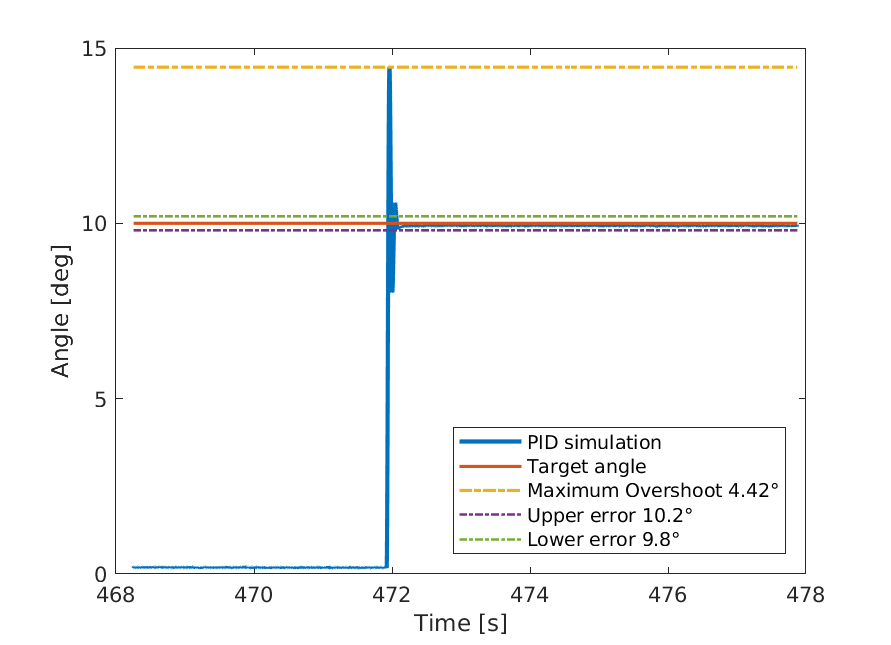 15
10
5
0
Angle [deg]
PID simulation
Target angle
Maximum Overshoot 4.42°
Upper error 10.2°
Lower error 9.8°
468 470 472 474 476 478
Time [s]